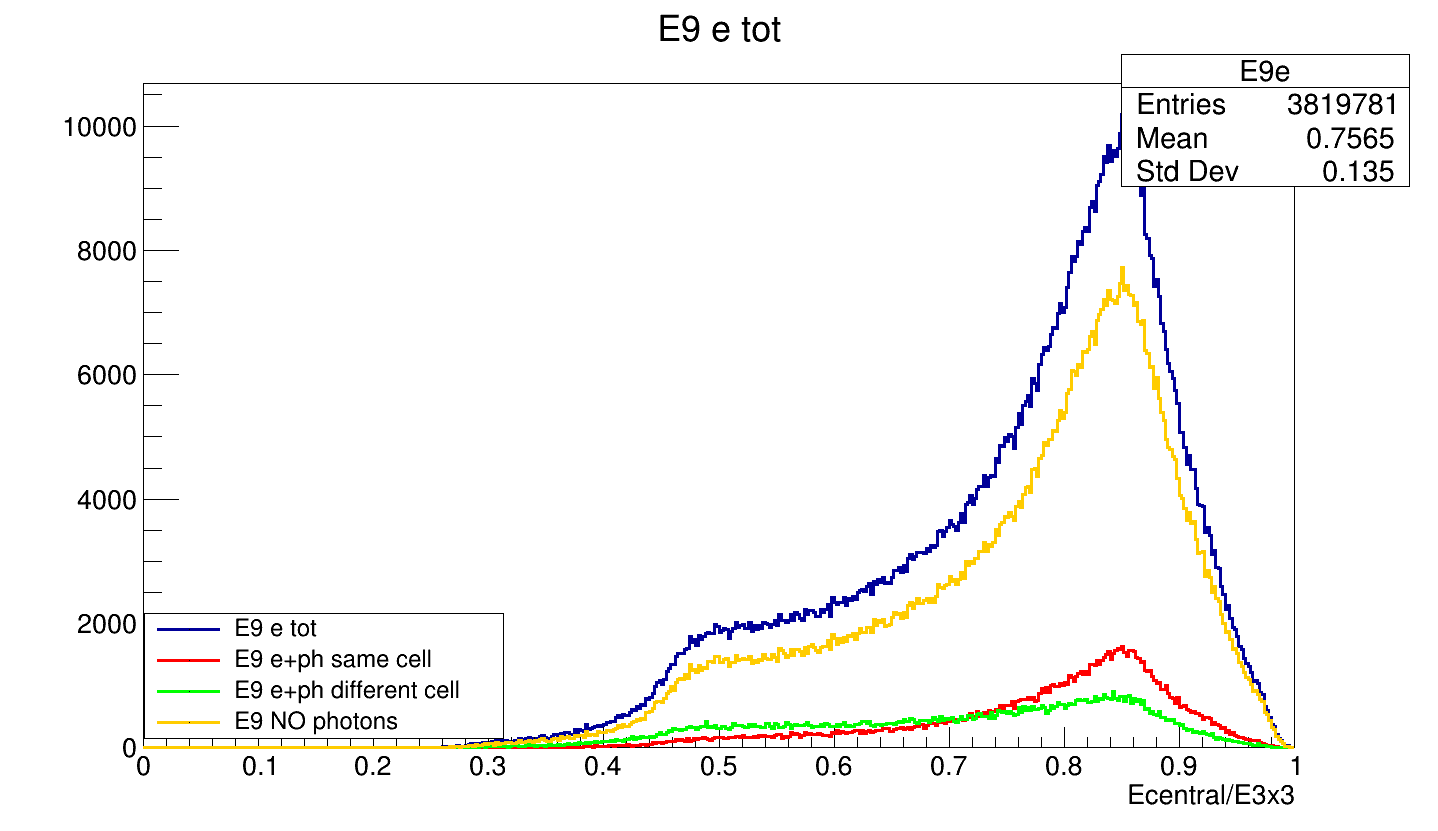 E9 e tot
E9e
Entries 3819781
Mean 0.7565
Std Dev 0.135
10000
8000
6000
4000
2000
0
E9 e tot
E9 e+ph same cell
E9 e+ph different cell
E9 NO photons
0 0.1 0.2 0.3 0.4 0.5 0.6 0.7 0.8 0.9 1
Ecentral/E3x3